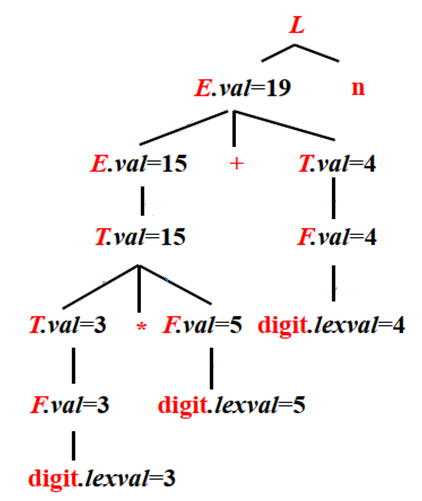 L
E.val=19 n
E.val=15 + T.val=4
T.val=15 F.val=4
T.val=3 * F.val=5 digit.lexval=4
F.val=3 digit.lexval=5
digit.lexval=3